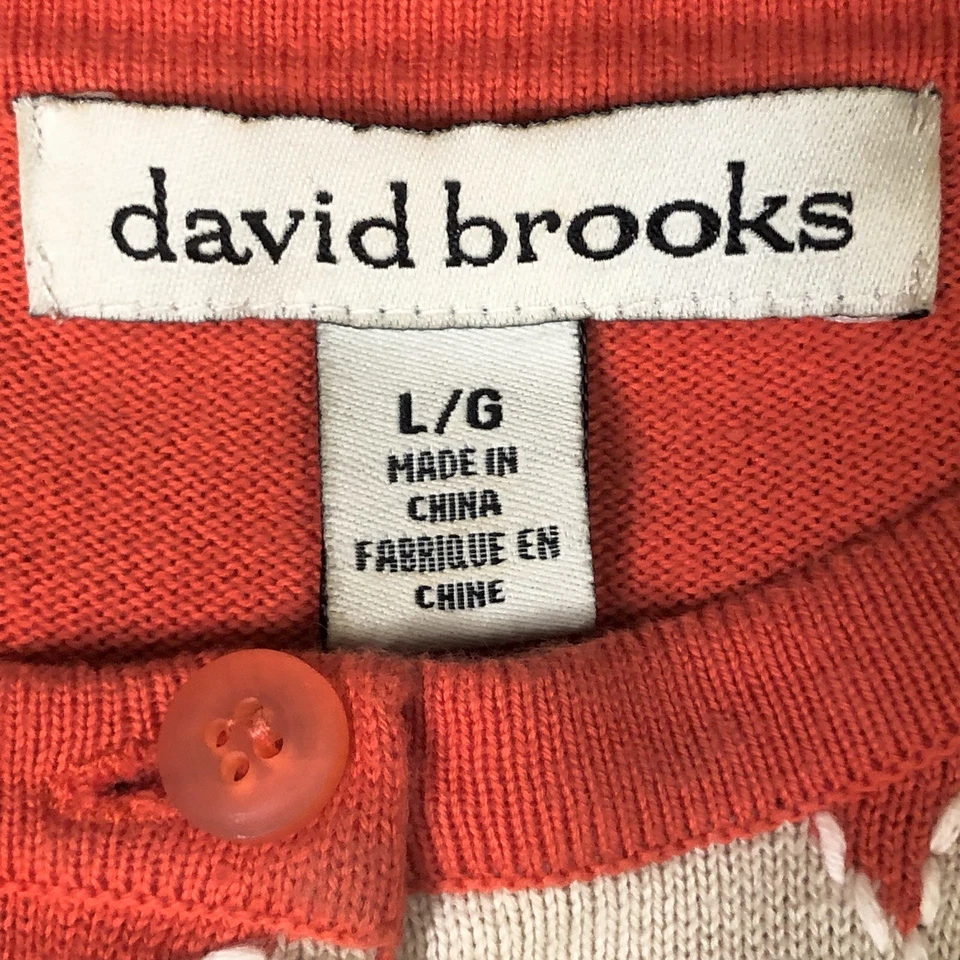 david brooks
L/G
MADE IN
CHINA
FABRIQUE EN
CHINE